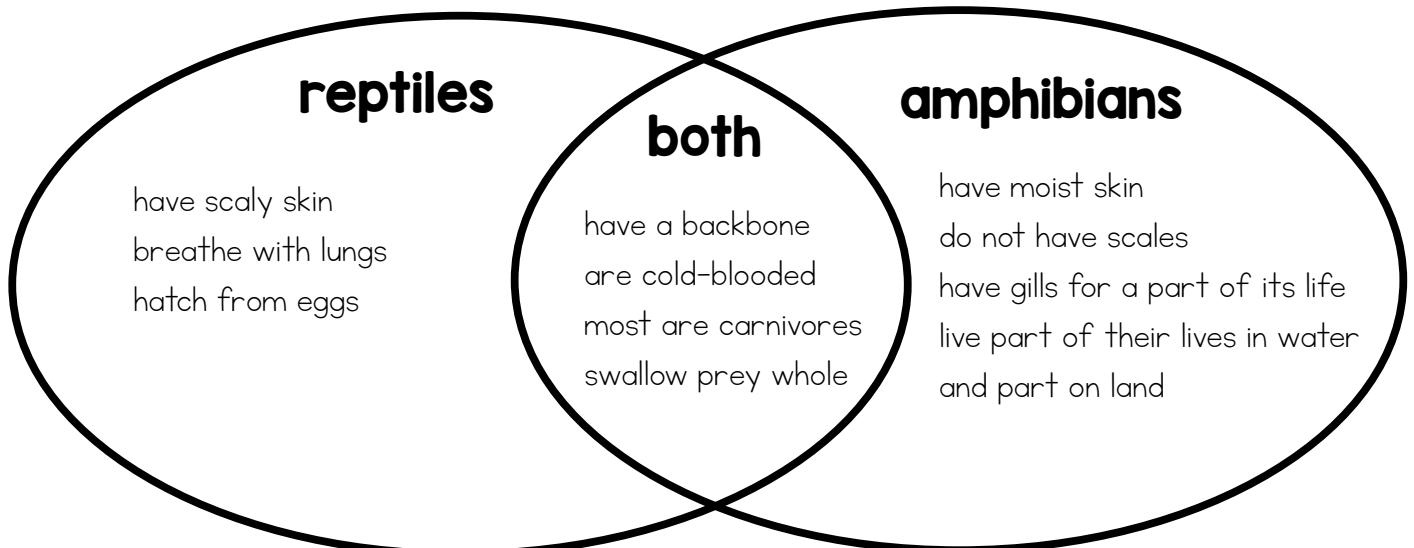 reptiles
have scaly skin
breathe with lungs
hatch from eggs
both
have a backbone
are cold-blooded
most are carnivores
swallow prey whole
amphibians
have moist skin
do not have scales
have gills for a part of its life
live part of their lives in water
and part on land